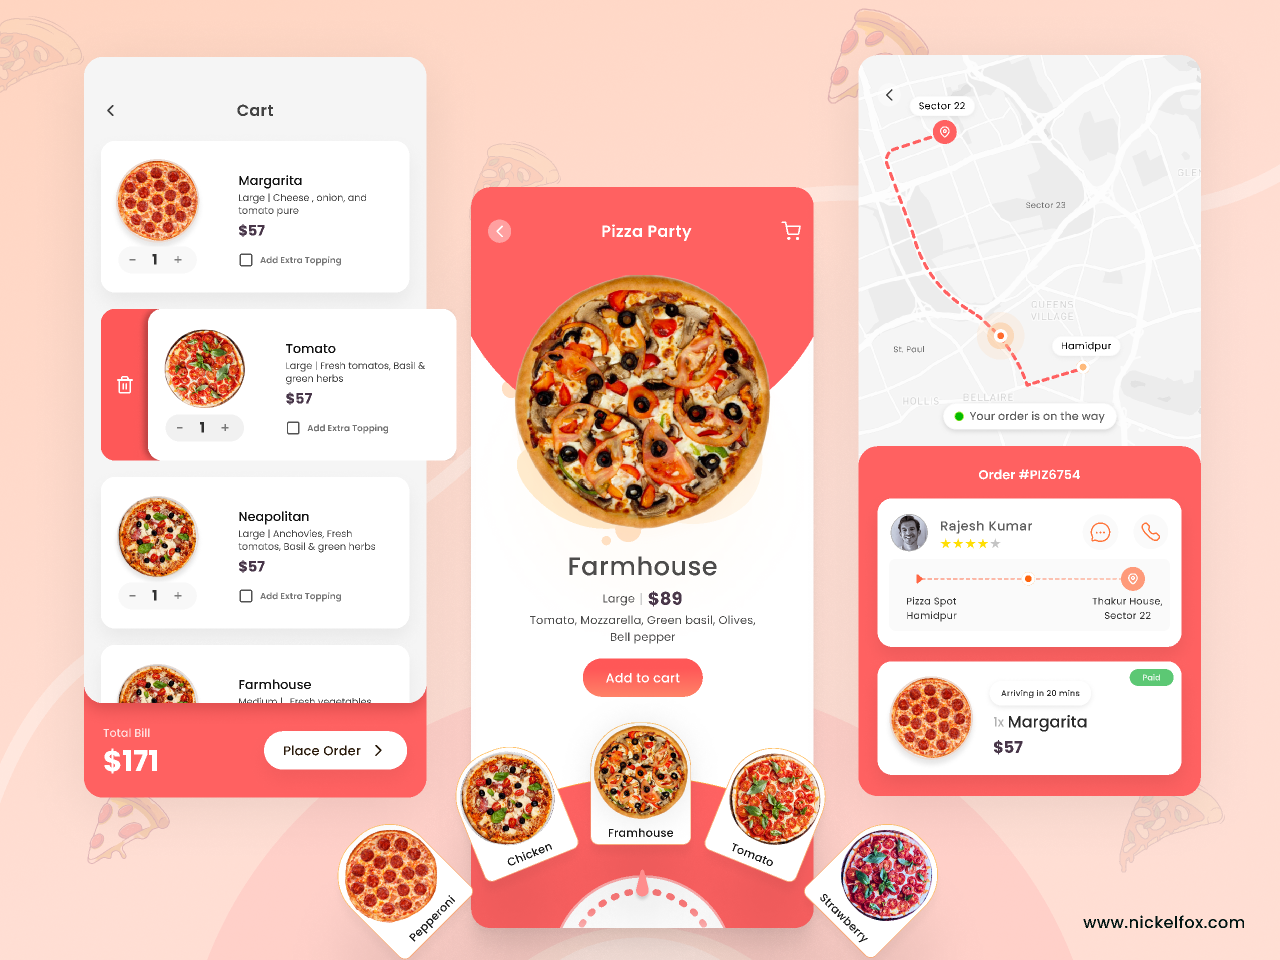 Cart
Margarita
Large | Cheese , onion, and
tomato pure
$57
- 1 +
Add Extra Topping
Tomato
Large | Fresh tomatos, Basil &
green herbs
$57
- 1 +
Add Extra Topping
Neapolitan
Large | Anchovies, Fresh
tomatos, Basil & green herbs
$57
- 1 +
Add Extra Topping
Farmhouse
Medium | Fresh vegetables
Total Bill
$171
Place Order
Pizza Party
Farmhouse
Large | $89
Tomato, Mozzarella, Green basil, Olives,
Bell pepper
Add to cart
Pepperoni
Chicken
Framhouse
Tomato
Strawberry
Sector 22
GLEN
Sector 23
QUEENS
VILLAGE
St. Paul
Hamidpur
HOLLIS
BELLAIRE
Your order is on the way
Order #PIZ6754
Rajesh Kumar
Pizza Spot
Hamidpur
Thakur House,
Sector 22
Paid
Arriving in 20 mins
1x Margarita
$57
www.nickelfox.com